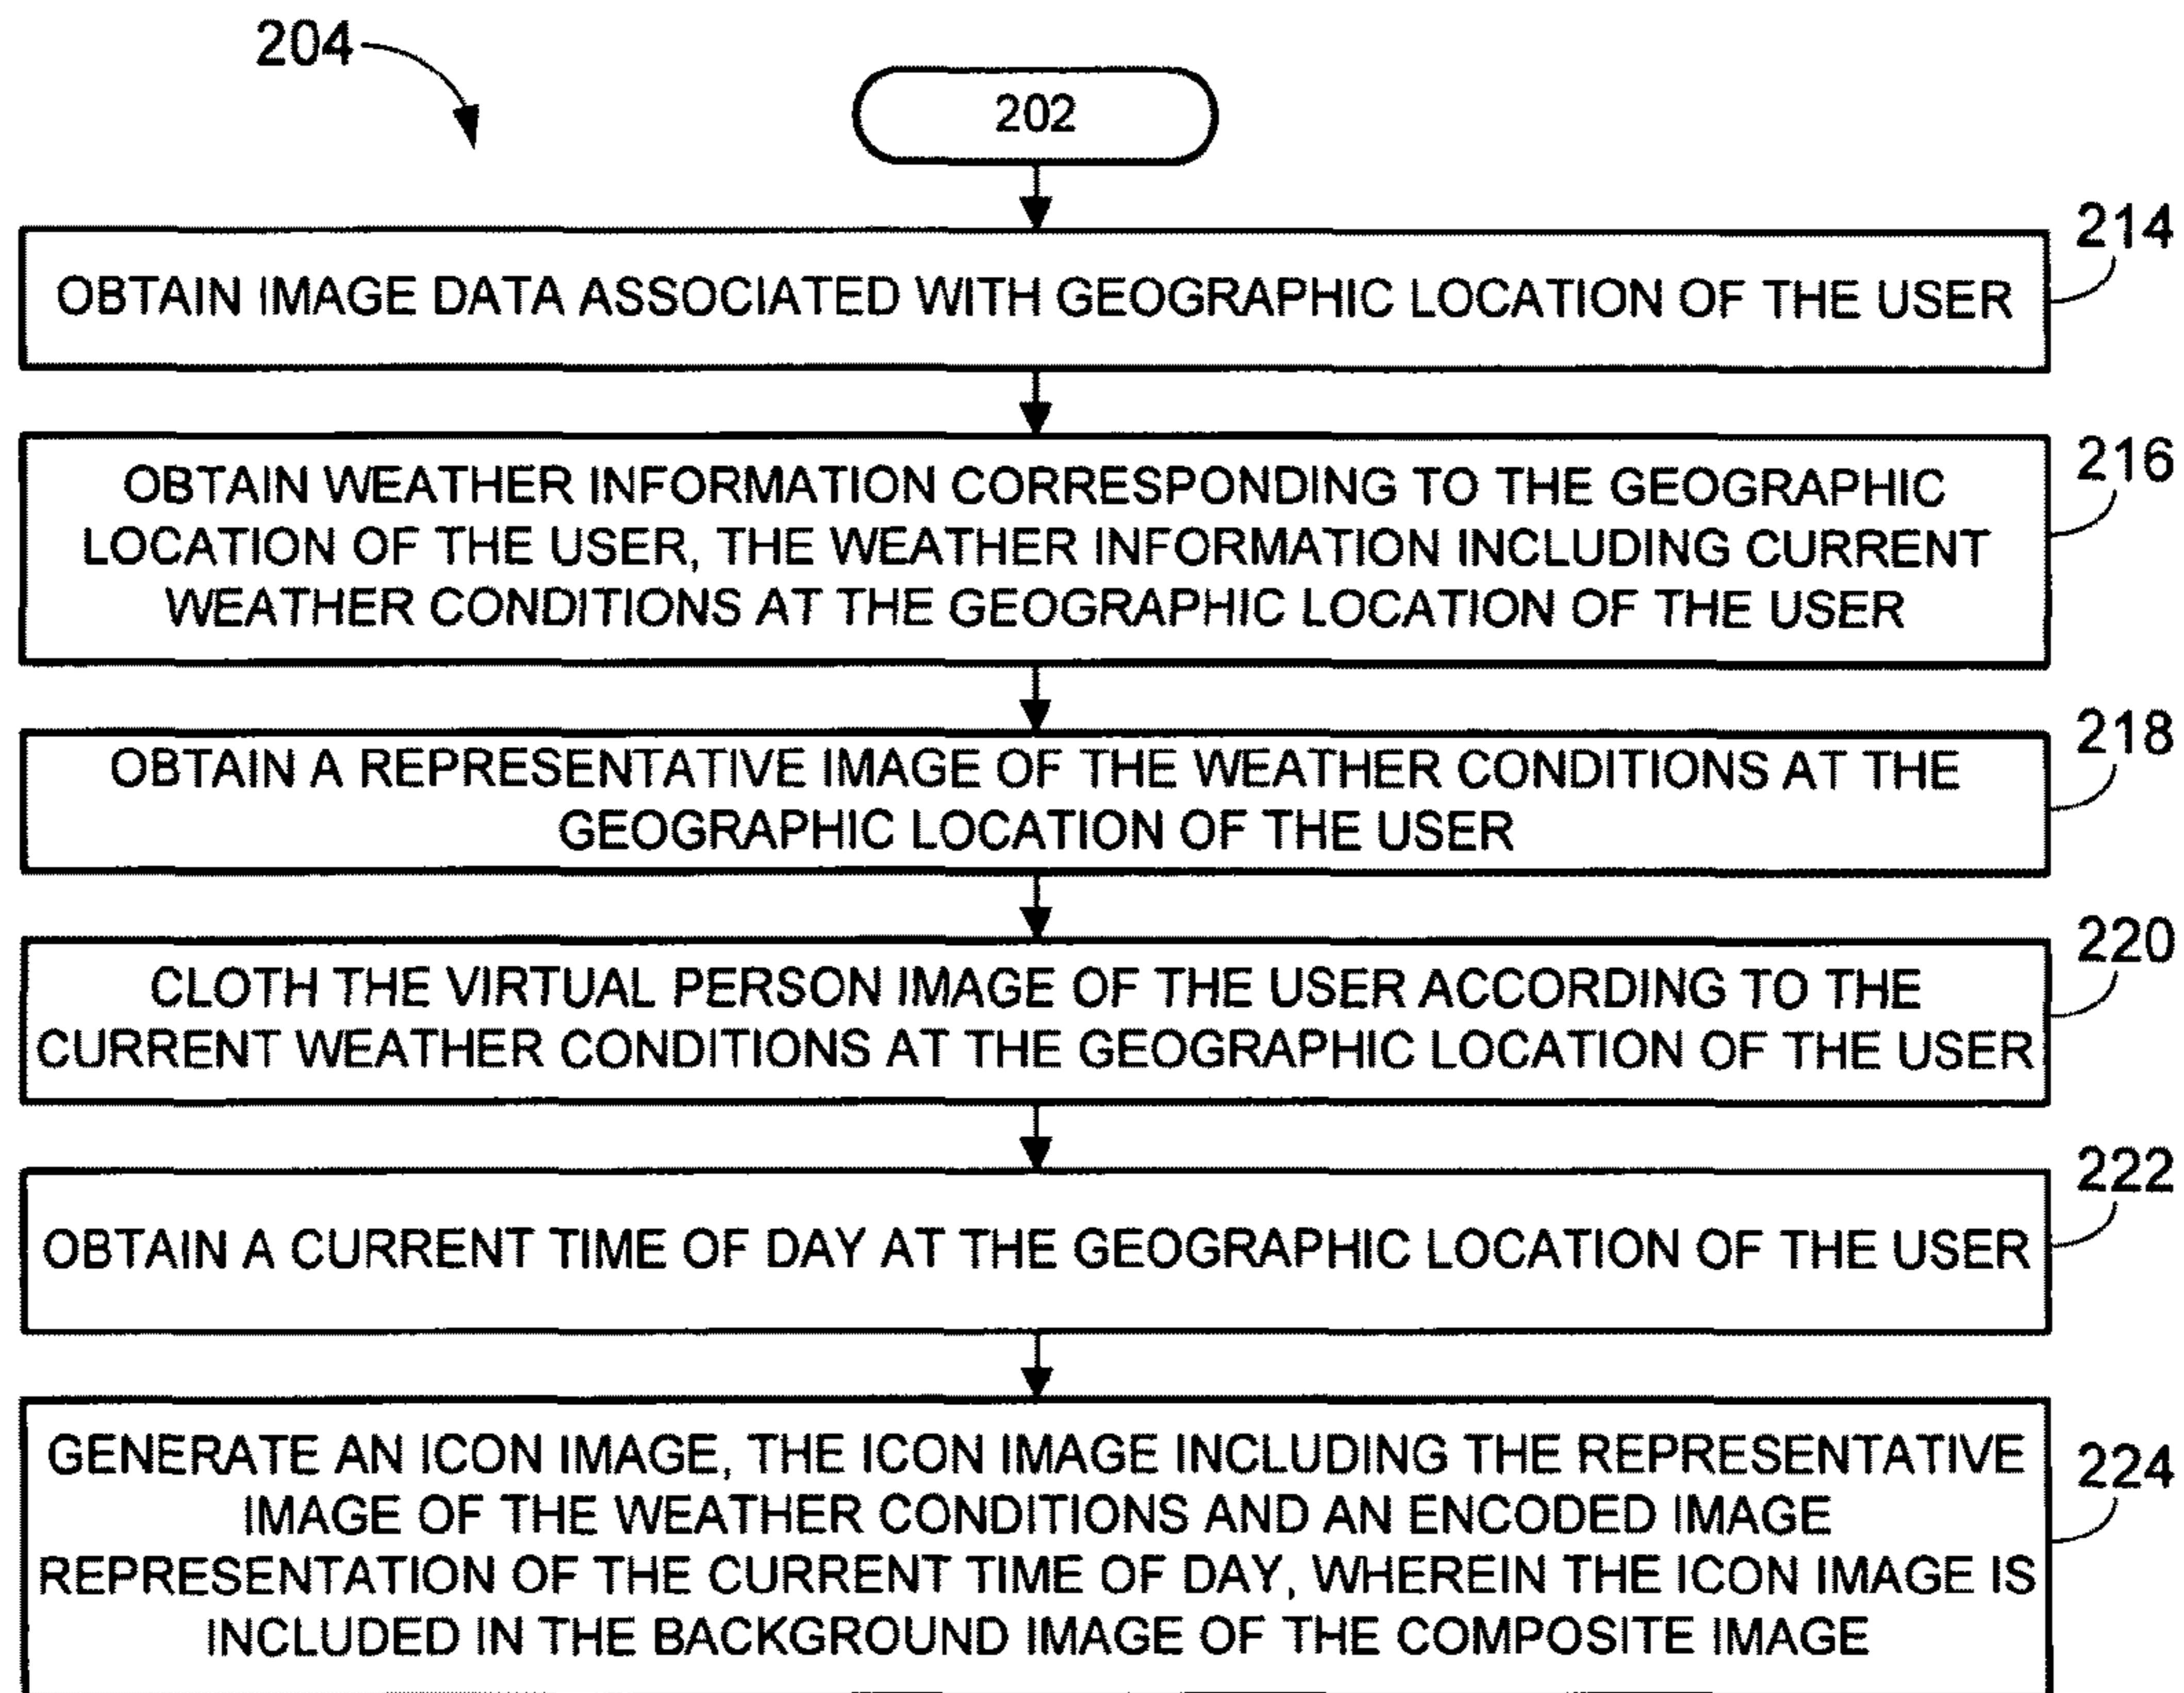 204
202
214
OBTAIN IMAGE DATA ASSOCIATED WITH GEOGRAPHIC LOCATION OF THE USER
216
OBTAIN WEATHER INFORMATION CORRESPONDING TO THE GEOGRAPHIC
LOCATION OF THE USER, THE WEATHER INFORMATION INCLUDING CURRENT
WEATHER CONDITIONS AT THE GEOGRAPHIC LOCATION OF THE USER
218
OBTAIN A REPRESENTATIVE IMAGE OF THE WEATHER CONDITIONS AT THE
GEOGRAPHIC LOCATION OF THE USER
220
CLOTH THE VIRTUAL PERSON IMAGE OF THE USER ACCORDING TO THE
CURRENT WEATHER CONDITIONS AT THE GEOGRAPHIC LOCATION OF THE USER
222
OBTAIN A CURRENT TIME OF DAY AT THE GEOGRAPHIC LOCATION OF THE USER
224
GENERATE AN ICON IMAGE, THE ICON IMAGE INCLUDING THE REPRESENTATIVE
IMAGE OF THE WEATHER CONDITIONS AND AN ENCODED IMAGE
REPRESENTATION OF THE CURRENT TIME OF DAY, WHEREIN THE ICON IMAGE IS
INCLUDED IN THE BACKGROUND IMAGE OF THE COMPOSITE IMAGE